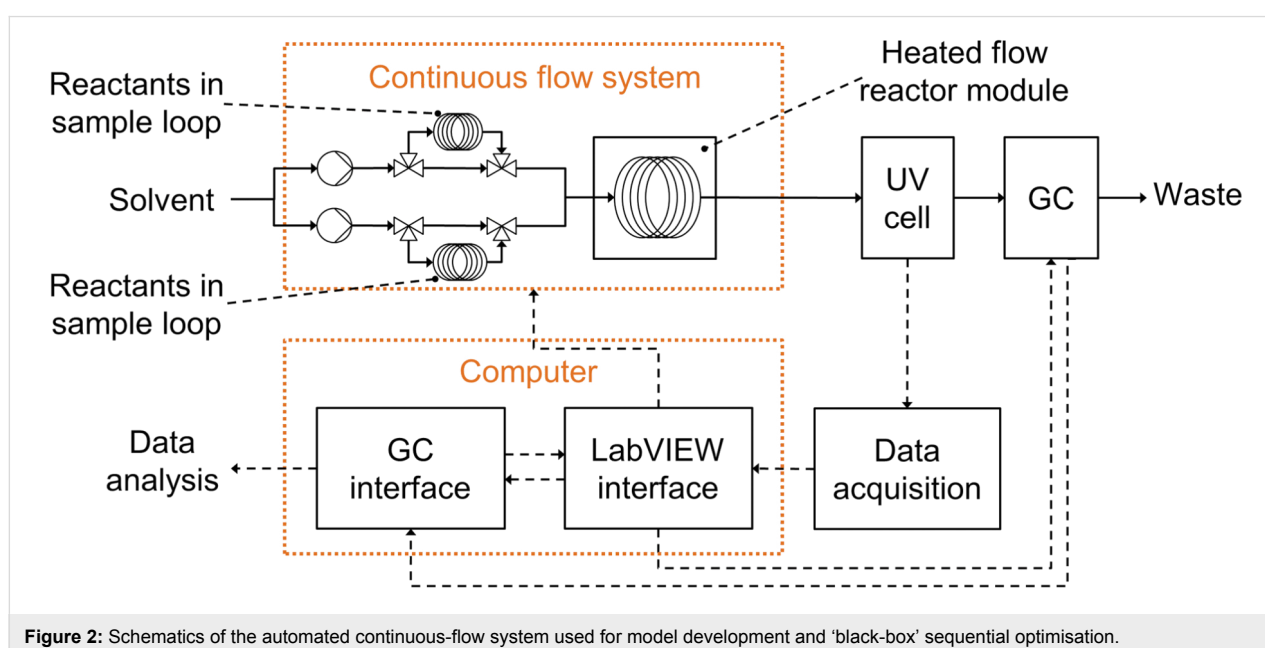 Reactants in
sample loop
Continuous flow system
Heated flow
reactor module
Solvent
UV
cell
GC
Waste
Reactants in
sample loop
Computer
Data
analysis
GC
interface
LabVIEW
interface
Data
acquisition
Figure 2: Schematics of the automated continuous-flow system used for model development and ‘black-box’ sequential optimisation.